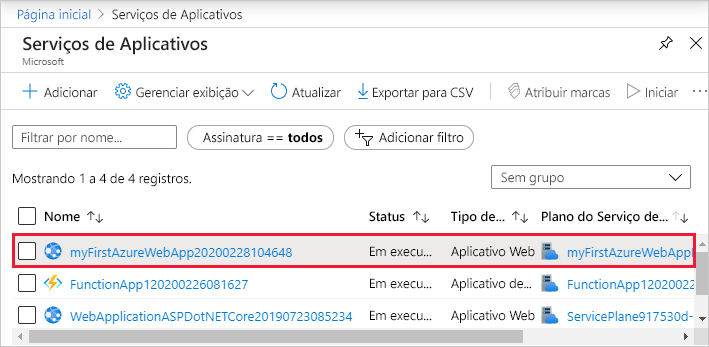 Página inicial > Serviços de Aplicativos
Serviços de Aplicativos
Microsoft
Adicionar Gerenciar exibição Atualizar Exportar para CSV Atribuir marcas Iniciar ...
Filtrar por nome... Assinatura == todos Adicionar filtro
Mostrando 1 a 4 de 4 registros. Sem grupo
Nome Status Tipo de... Plano do Serviço de...
myFirstAzureWebApp20200228104648 Em execu... Aplicativo Web myFirstAzureWebApp
FunctionApp120200226081627 Em execu... Aplicativo de... FunctionApp1202022
WebApplicationASPDotNETCore20190723085234 Em execu... Aplicativo Web ServicePlane917530d-